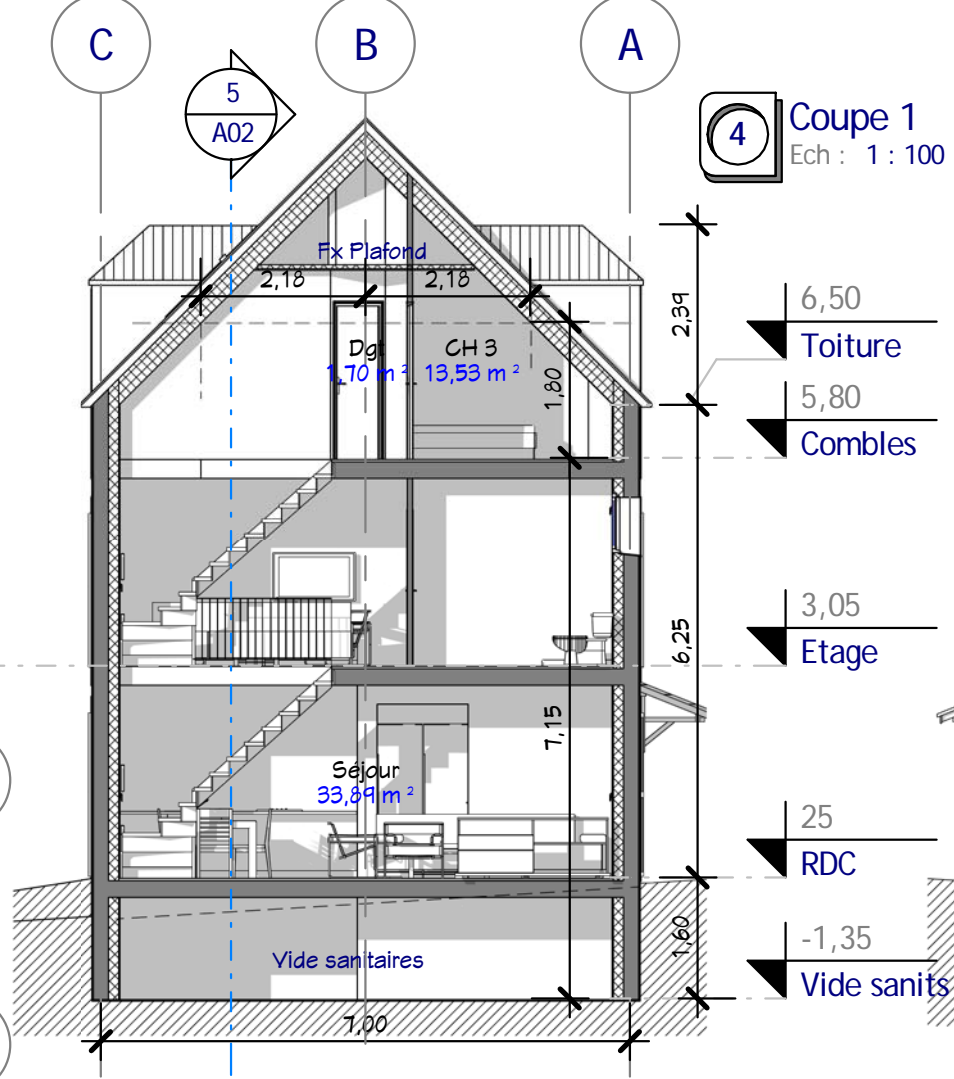 C
B
A
5
A02
4
Coupe 1
Ech : 1 : 100
Fx Plafond
2,18
2,18
2,39
6,50
Toiture
Dgt
1,70 m ²
CH 3
13,53 m ²
1,80
5,80
Combles
3,05
Etage
6,25
7,15
Séjour
33,89 m ²
25
RDC
1,60
-1,35
Vide sanits
Vide sanitaires
7,00